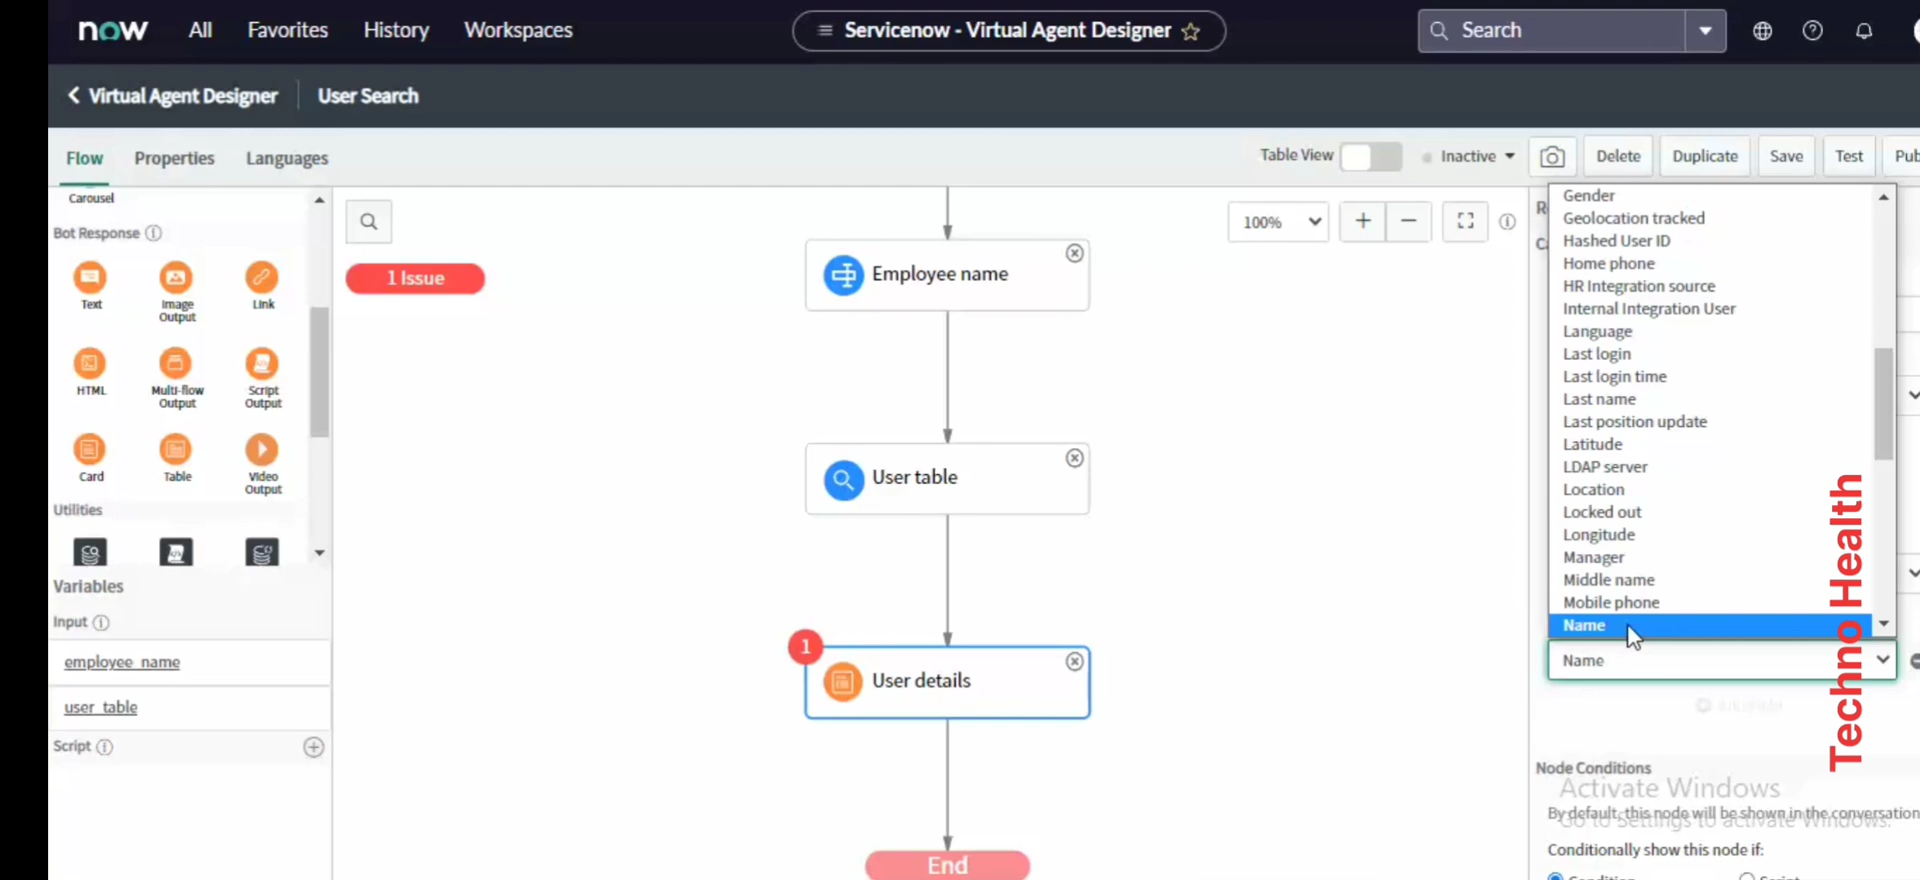 now All Favorites History Workspaces Servicenow - Virtual Agent Designer Search
Virtual Agent Designer User Search
Flow Properties Languages Table View Inactive Delete Duplicate Save Test Pub
Carousel
Bot Response
Text Image Output Link
HTML Multi-flow Output Script Output
Card Table Video Output
Utilities
Variables
Input
employee_name
user_table
Script
1 Issue
100%
Employee name
User table
1
User details
End
Gender
Geolocation tracked
Hashed User ID
Home phone
HR Integration source
Internal Integration User
Language
Last login
Last login time
Last name
Last position update
Latitude
LDAP server
Location
Locked out
Longitude
Manager
Middle name
Mobile phone
Name
Name
Techno Health
Node Conditions
Activate Windows
By default, this node will be shown in the conversation
Go to Settings to activate Windows.
Conditionally show this node if:
Condition Script